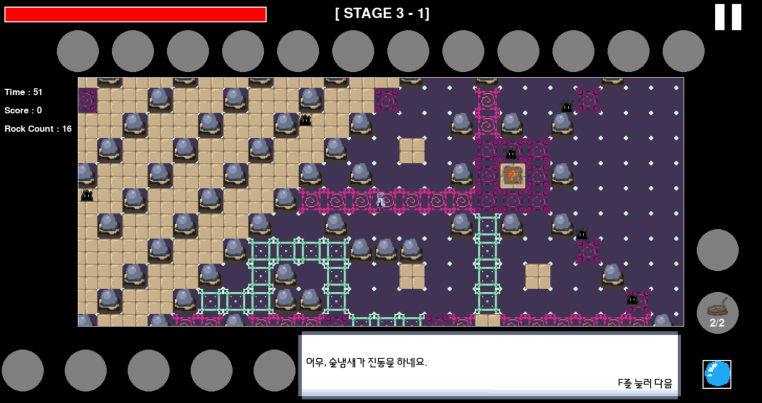 [ STAGE 3 - 1]
Time : 51
Score : 0
Rock Count : 16
2/2
어우, 숯냄새가 진동을 하네요.
F를 눌러 다음